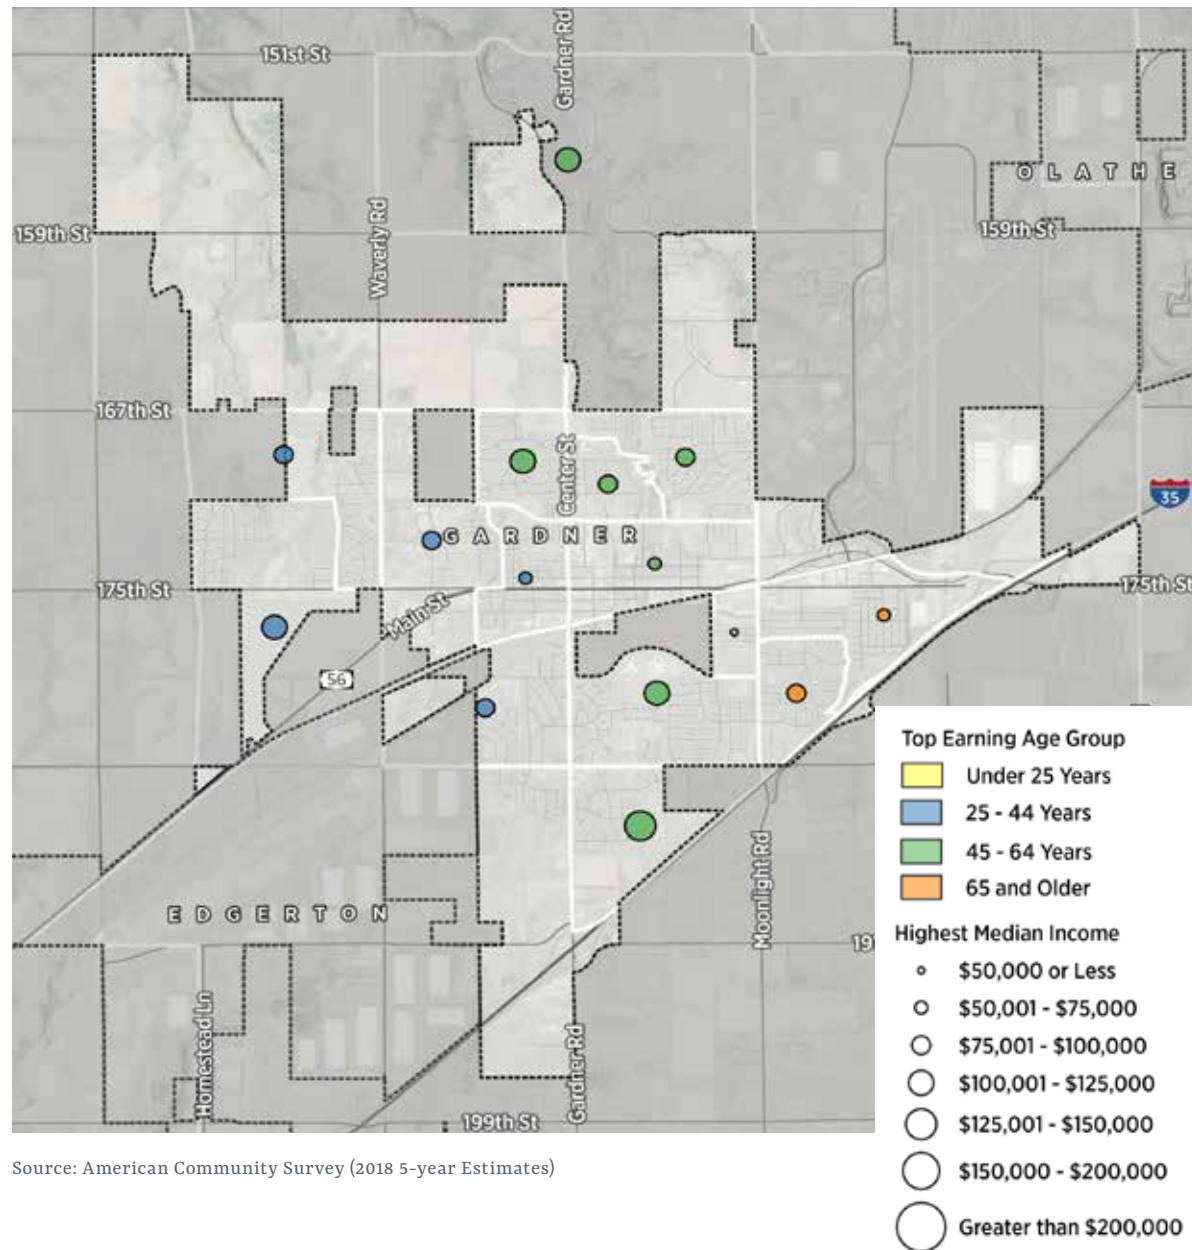 151st St
Gardner Rd
OLATHE
Waverly Rd
159th St
159th St
167th St
Center St
35
GARDNER
175th St
175th St
Main St
56
Top Earning Age Group
Under 25 Years
25 - 44 Years
45 - 64 Years
65 and Older
Moonlight Rd
EDGERTON
19
Highest Median Income
$50,000 or Less
$50,001 - $75,000
$75,001 - $100,000
$100,001 - $125,000
$125,001 - $150,000
$150,000 - $200,000
Greater than $200,000
Homestead Ln
Gardner Rd
199th St
Source: American Community Survey (2018 5-year Estimates)